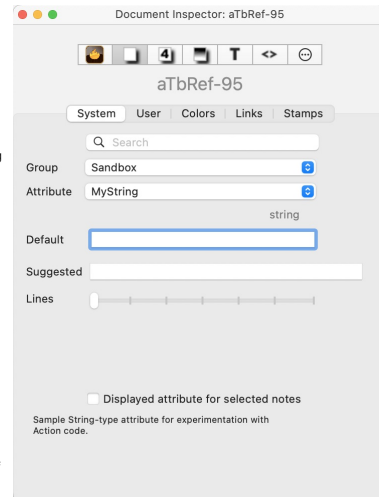 Document Inspector: aTbRef-95
4 T <>
aTbRef-95
System User Colors Links Stamps
Search
Group Sandbox
Attribute MyString
string
Default
Suggested
Lines
Displayed attribute for selected notes
Sample String-type attribute for experimentation with
Action code.